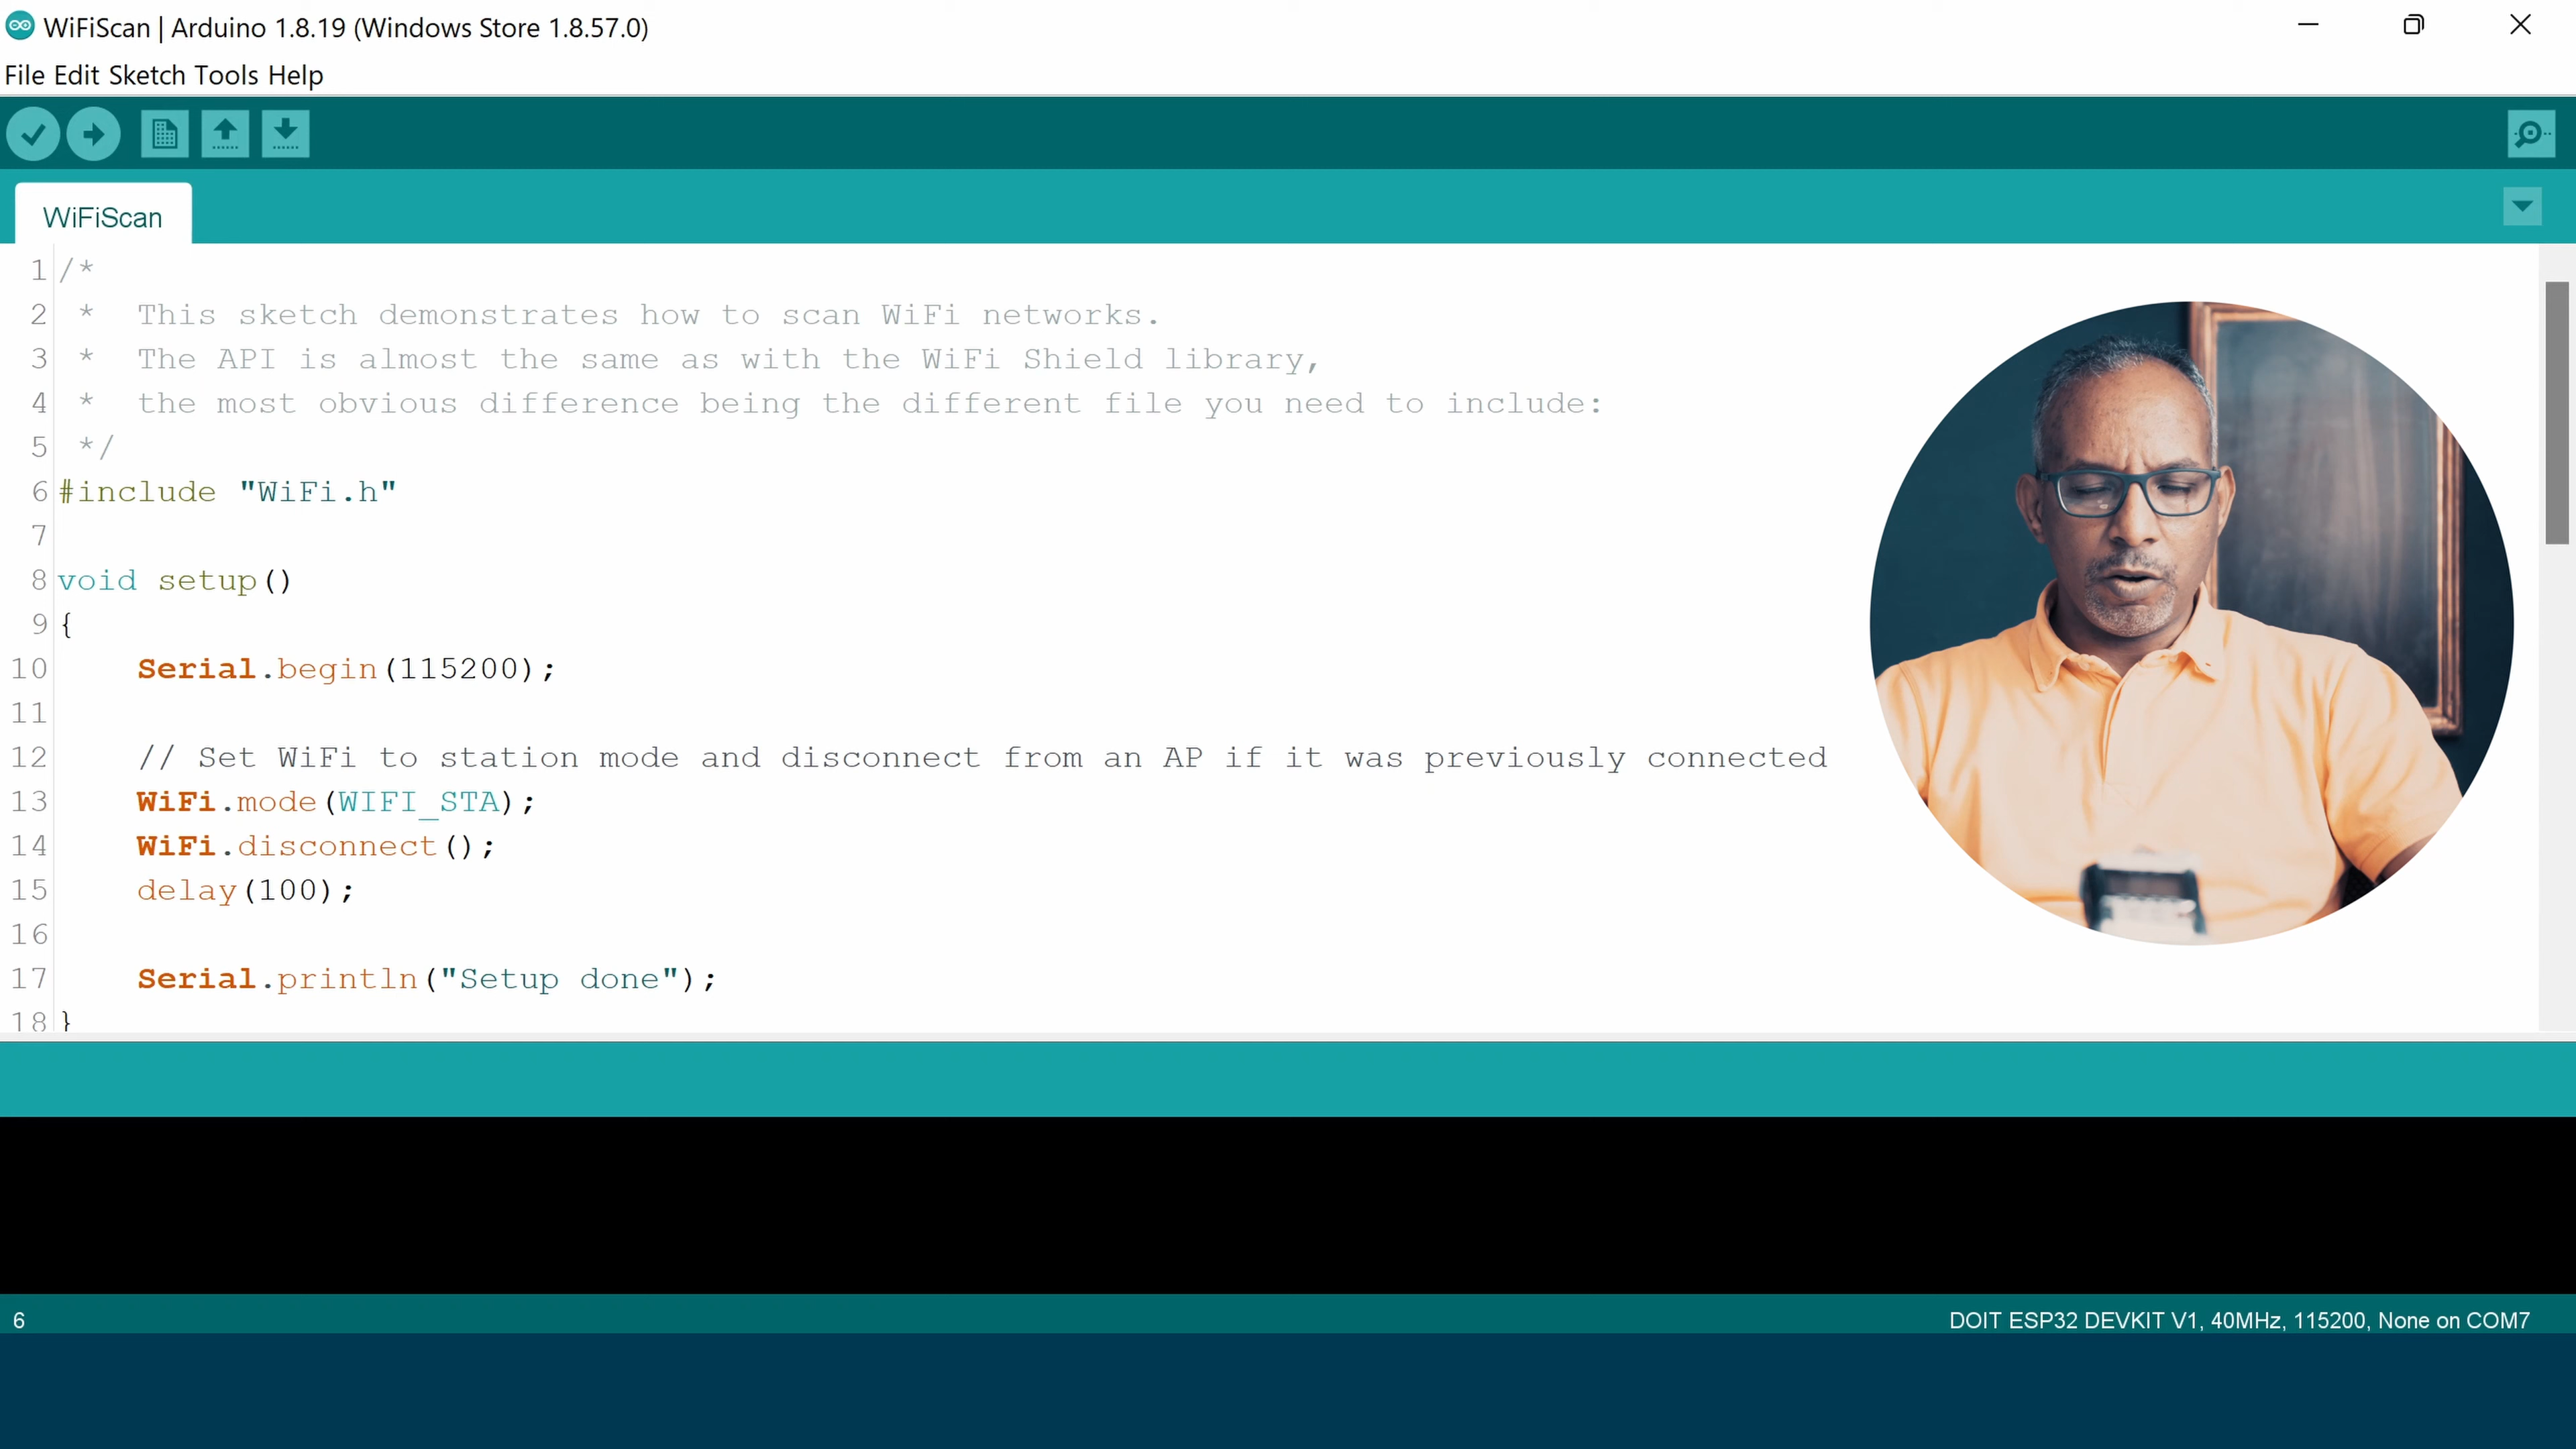 WiFiScan | Arduino 1.8.19 (Windows Store 1.8.57.0)
File Edit Sketch Tools Help
WiFiScan
1 /*
2  *  This sketch demonstrates how to scan WiFi networks.
3  *  The API is almost the same as with the WiFi Shield library,
4  *  the most obvious difference being the different file you need to include:
5  */
6 #include "WiFi.h"
7
8 void setup()
9 {
10     Serial.begin(115200);
11
12     // Set WiFi to station mode and disconnect from an AP if it was previously connected
13     WiFi.mode(WIFI_STA);
14     WiFi.disconnect();
15     delay(100);
16
17     Serial.println("Setup done");
18 }
6
DOIT ESP32 DEVKIT V1, 40MHz, 115200, None on COM7